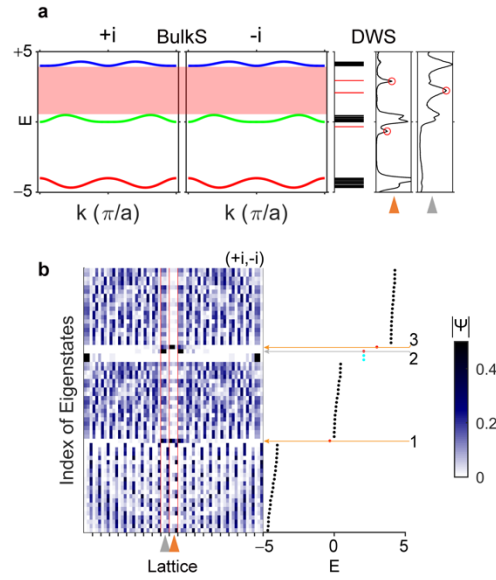 a
+i BulkS -i DWS
+5
E 0
−5
k (π/a) k (π/a)
b
(+i,-i)
Index of Eigenstates
3
2
1
|Ψ|
0.4
0.2
0
-5 0 5
Lattice E